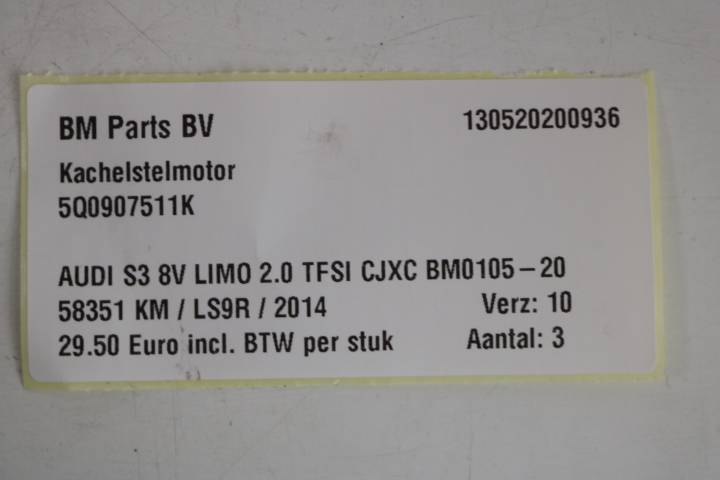 BM Parts BV 130520200936
Kachelstelmotor
5Q0907511K
AUDI S3 8V LIMO 2.0 TFSI CJXC BM0105-20
58351 KM / LS9R / 2014 Verz: 10
29.50 Euro incl. BTW per stuk Aantal: 3